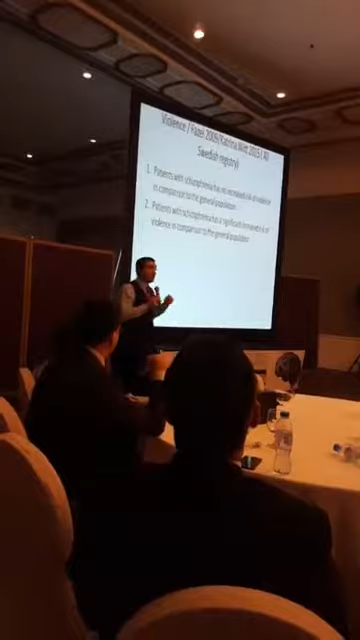 Violence / Fazel 2009/Katrina Witt 2015 ( All
Swedish registry)
1. Patients with schizophrenia has no increased risk of violence
in comparison to the general population
2. Patients with schizophrenia has a significant increased risk of
violence in comparison to the general population